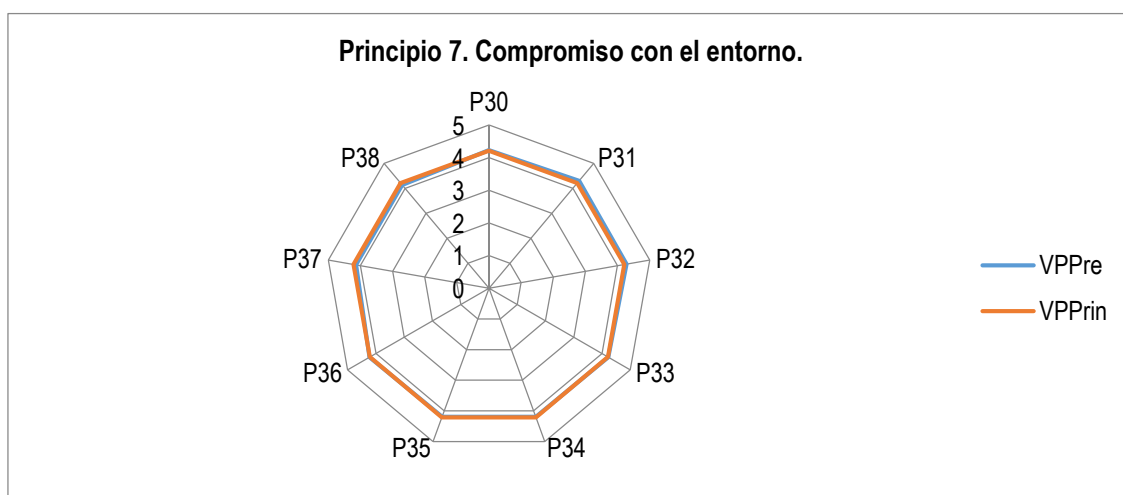 Principio 7. Compromiso con el entorno.
P30
5
P38
P31
4
3
2
P37
P32
1
VPPre
0
VPPrin
P36
P33
P35
P34